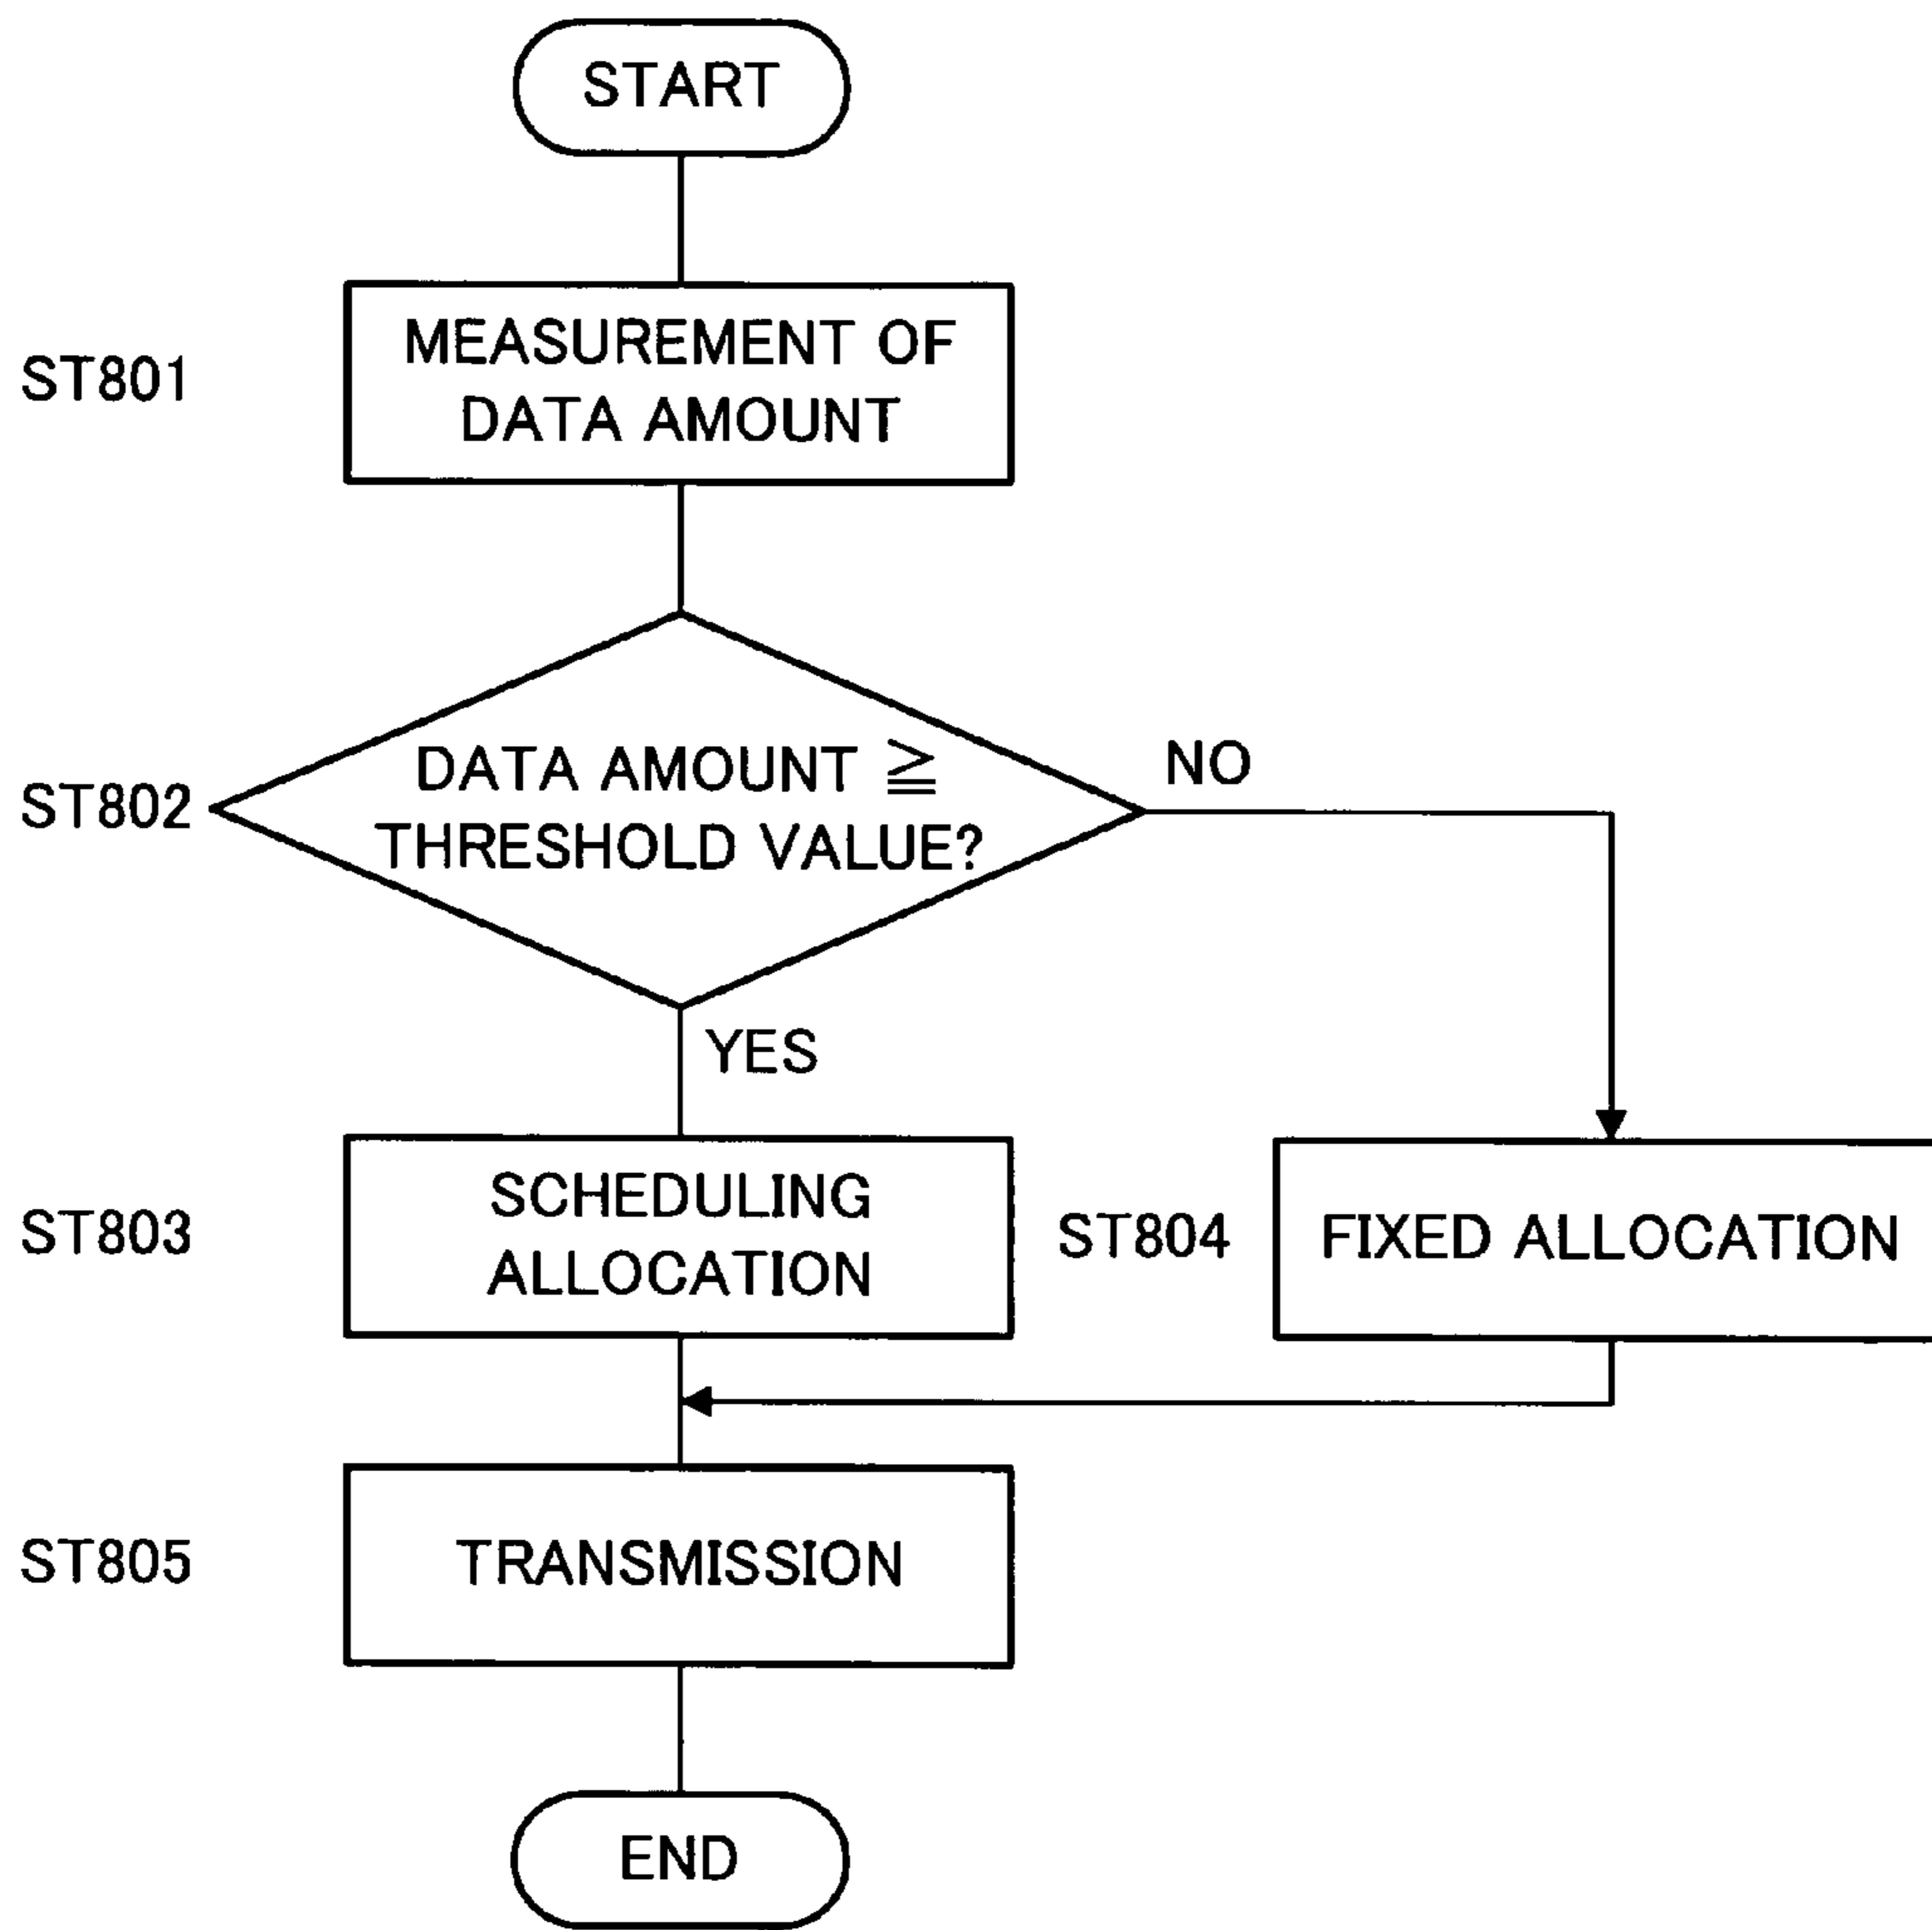 START
ST801
MEASUREMENT OF
DATA AMOUNT
ST802
DATA AMOUNT ≧
THRESHOLD VALUE?
NO
YES
ST803
SCHEDULING
ALLOCATION
ST804
FIXED ALLOCATION
ST805
TRANSMISSION
END